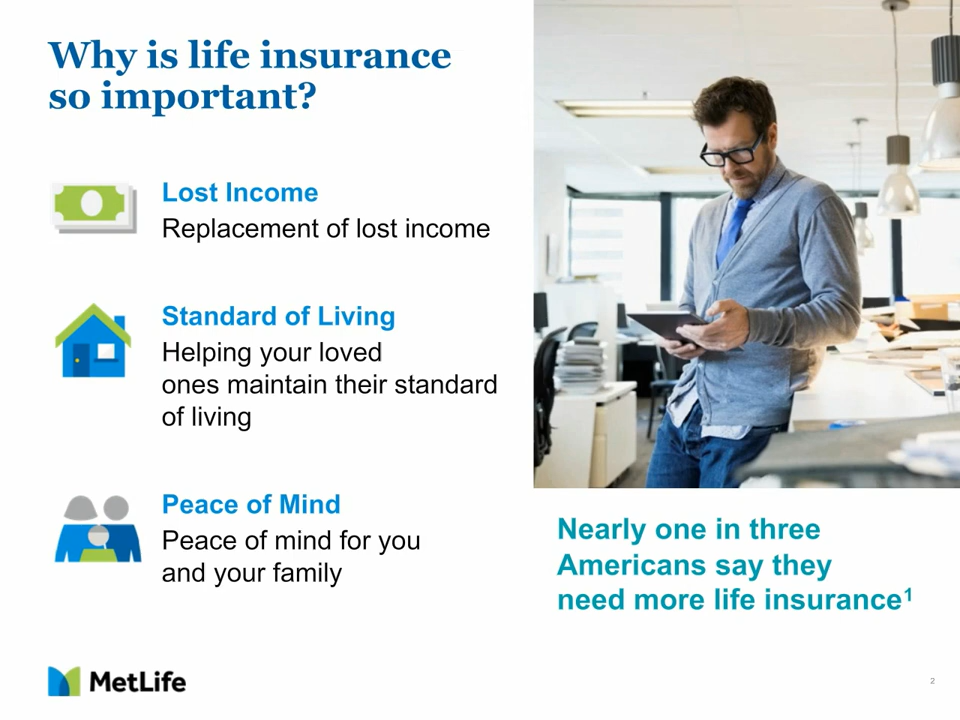 Why is life insurance
so important?
Lost Income
Replacement of lost income
Standard of Living
Helping your loved
ones maintain their standard
of living
Peace of Mind
Peace of mind for you
and your family
Nearly one in three
Americans say they
need more life insurance¹
MetLife
2